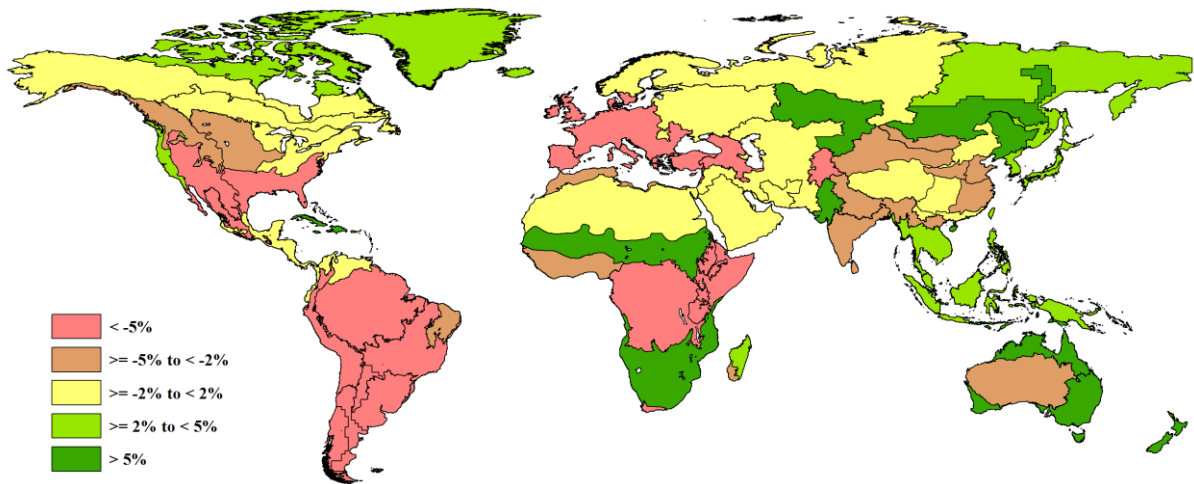 < -5%
>= -5% to < -2%
>= -2% to < 2%
>= 2% to < 5%
> 5%